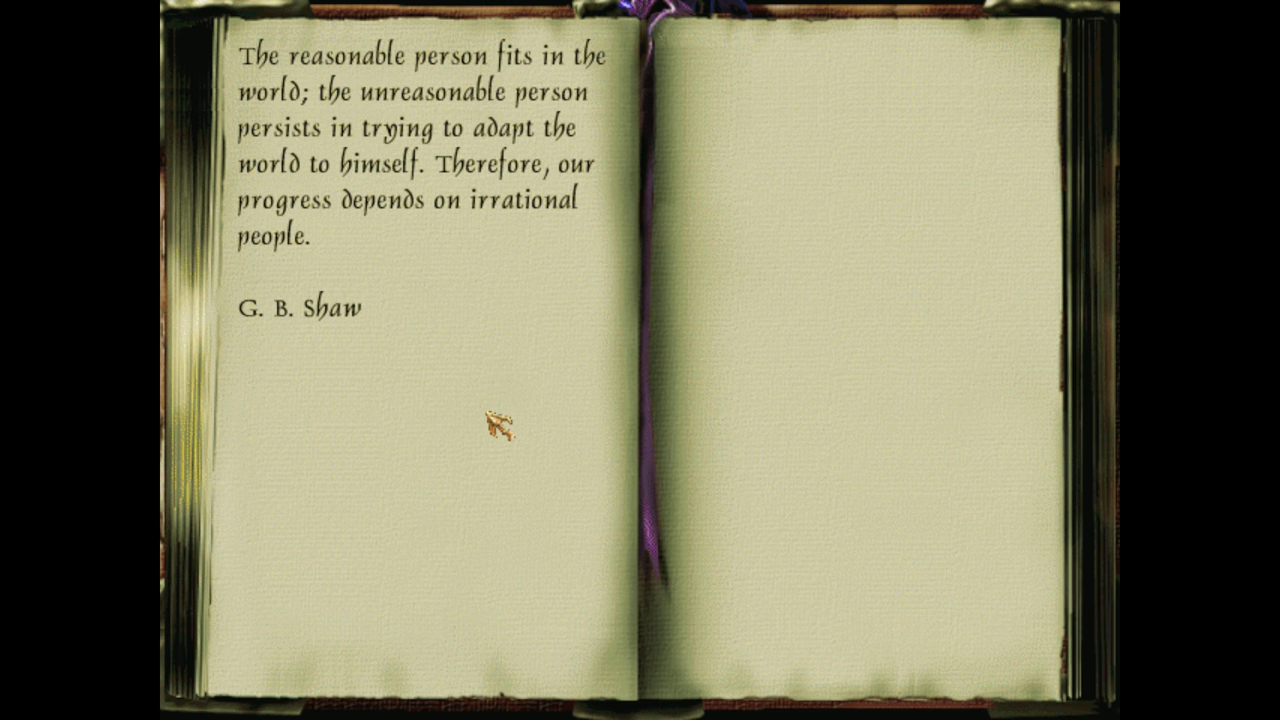 The reasonable person fits in the
world; the unreasonable person
persists in trying to adapt the
world to himself. Therefore, our
progress depends on irrational
people.
G. B. Shaw